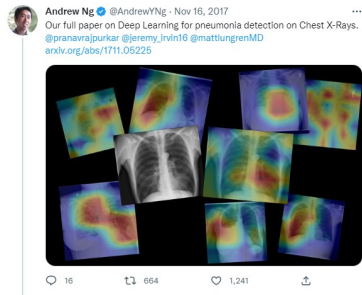 Andrew Ng @AndrewYNg · Nov 16, 2017
Our full paper on Deep Learning for pneumonia detection on Chest X-Rays.
@pranavrajpurkar @jeremy_irvin16 @mattlungrenMD
arxiv.org/abs/1711.05225
16 664 1,241